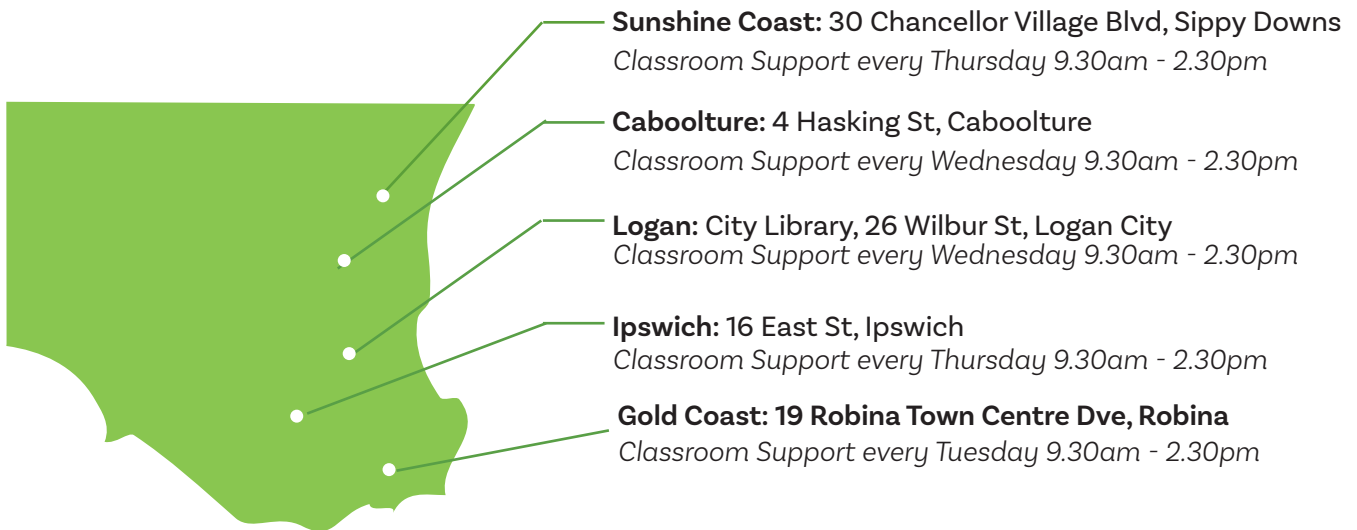 Sunshine Coast: 30 Chancellor Village Blvd, Sippy Downs
Classroom Support every Thursday 9.30am - 2.30pm
Caboolture: 4 Hasking St, Caboolture
Classroom Support every Wednesday 9.30am - 2.30pm
Logan: City Library, 26 Wilbur St, Logan City
Classroom Support every Wednesday 9.30am - 2.30pm
Ipswich: 16 East St, Ipswich
Classroom Support every Thursday 9.30am - 2.30pm
Gold Coast: 19 Robina Town Centre Dve, Robina
Classroom Support every Tuesday 9.30am - 2.30pm